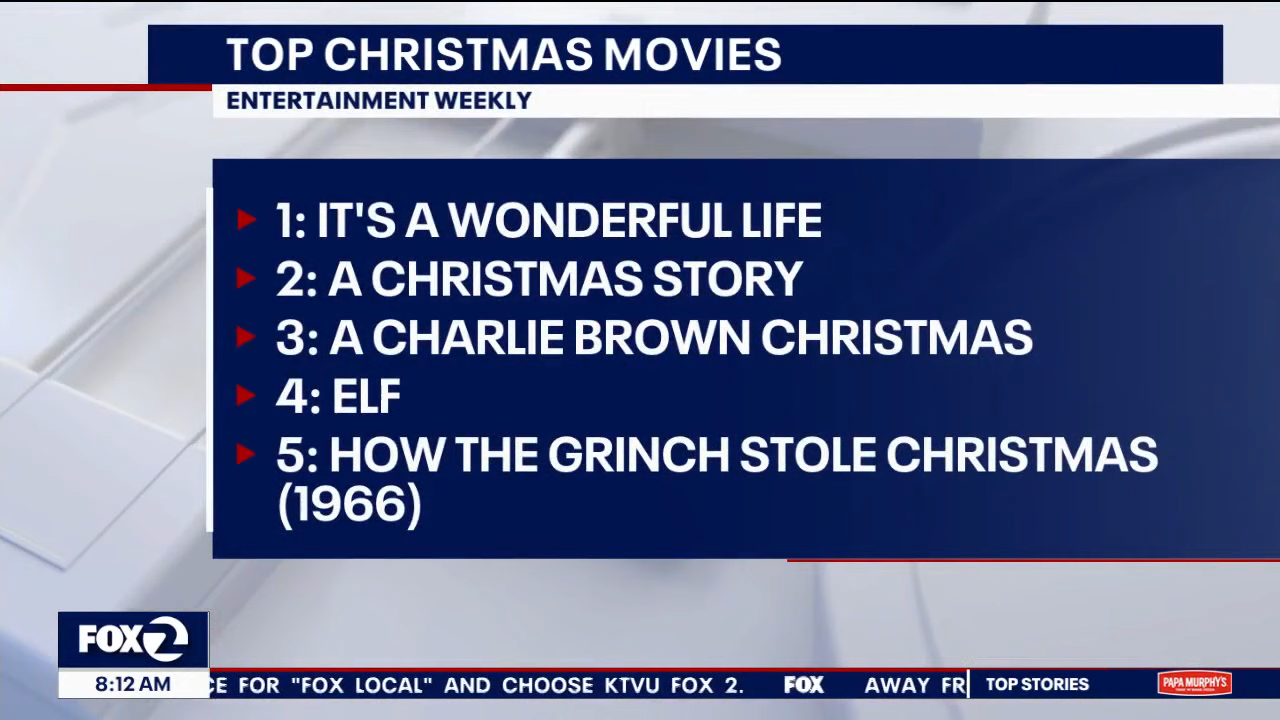 TOP CHRISTMAS MOVIES
ENTERTAINMENT WEEKLY
1: IT'S A WONDERFUL LIFE
2: A CHRISTMAS STORY
3: A CHARLIE BROWN CHRISTMAS
4: ELF
5: HOW THE GRINCH STOLE CHRISTMAS
(1966)
FOX 2
8:12 AM
CE FOR "FOX LOCAL" AND CHOOSE KTVU FOX 2. FOX AWAY FR TOP STORIES PAPA MURPHY'S